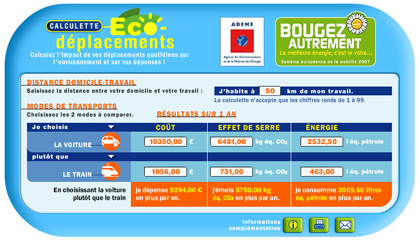 CALCULETTE
Éco-
déplacements
Calculez l'impact de vos déplacements quotidiens sur
l'environnement et sur vos dépenses !
ADEME
Agence de l'Environnement
et de la Maîtrise de l'Energie
BOUGEZ
AUTREMENT
La meilleure énergie, c'est la vôtre...
Semaine européenne de la mobilité 2007
DISTANCE DOMICILE-TRAVAIL
Saisissez la distance entre votre domicile et votre travail :
J'habite à 50 km de mon travail.
La calculette n'accepte que les chiffres ronds de 1 à 99.
MODES DE TRANSPORTS
Choisissez les 2 modes à comparer.
RÉSULTATS SUR 1 AN
Je choisis
COÛT
EFFET DE SERRE
ÉNERGIE
LA VOITURE
10350,00 €
6481,00 kg éq. CO₂
2532,50 l éq. pétrole
plutôt que
LE TRAIN
1056,00 €
731,00 kg éq. CO₂
463,00 l éq. pétrole
En choisissant la voiture
plutôt que le train
je dépense 9294,00 €
en plus par an.
j'émets 5750,00 kg
éq. CO₂ en plus par an.
je consomme 2069,50 litres
éq. pétrole en plus par an.
Informations
complémentaires